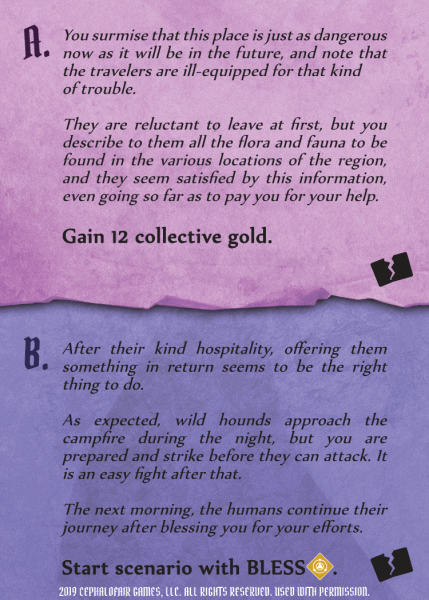 A. You surmise that this place is just as dangerous
now as it will be in the future, and note that
the travelers are ill-equipped for that kind
of trouble.
They are reluctant to leave at first, but you
describe to them all the flora and fauna to be
found in the various locations of the region,
and they seem satisfied by this information,
even going so far as to pay you for your help.
Gain 12 collective gold.
B. After their kind hospitality, offering them
something in return seems to be the right
thing to do.
As expected, wild hounds approach the
campfire during the night, but you are
prepared and strike before they can attack. It
is an easy fight after that.
The next morning, the humans continue their
journey after blessing you for your efforts.
Start scenario with BLESS.
2019 CEPHALOFAIR GAMES, LLC. ALL RIGHTS RESERVED. USED WITH PERMISSION.